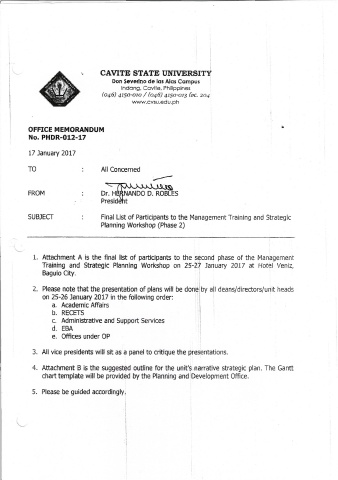 CAVITE STATE UNIVERSITY
Don Severino de las Alas Campus
Indang, Cavite, Philippines
(046) 4150-010 / (046) 4150-013 loc. 204
www.cvsu.edu.ph
OFFICE MEMORANDUM
No. PHDR-012-17
17 January 2017
TO : All Concerned
FROM : Dr. HERNANDO D. ROBLES
President
SUBJECT : Final List of Participants to the Management Training and Strategic
Planning Workshop (Phase 2)
1. Attachment A is the final list of participants to the second phase of the Management
Training and Strategic Planning Workshop on 25-27 January 2017 at Hotel Veniz,
Baguio City.
2. Please note that the presentation of plans will be done by all deans/directors/unit heads
on 25-26 January 2017 in the following order:
a. Academic Affairs
b. RECETS
c. Administrative and Support Services
d. EBA
e. Offices under OP
3. All vice presidents will sit as a panel to critique the presentations.
4. Attachment B is the suggested outline for the unit's narrative strategic plan. The Gantt
chart template will be provided by the Planning and Development Office.
5. Please be guided accordingly.